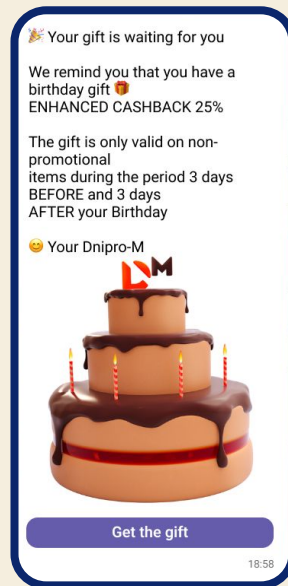 🎉 Your gift is waiting for you
We remind you that you have a
birthday gift 🎁
ENHANCED CASHBACK 25%
The gift is only valid on non-
promotional
items during the period 3 days
BEFORE and 3 days
AFTER your Birthday
😊 Your Dnipro-M
DM
Get the gift
18:58